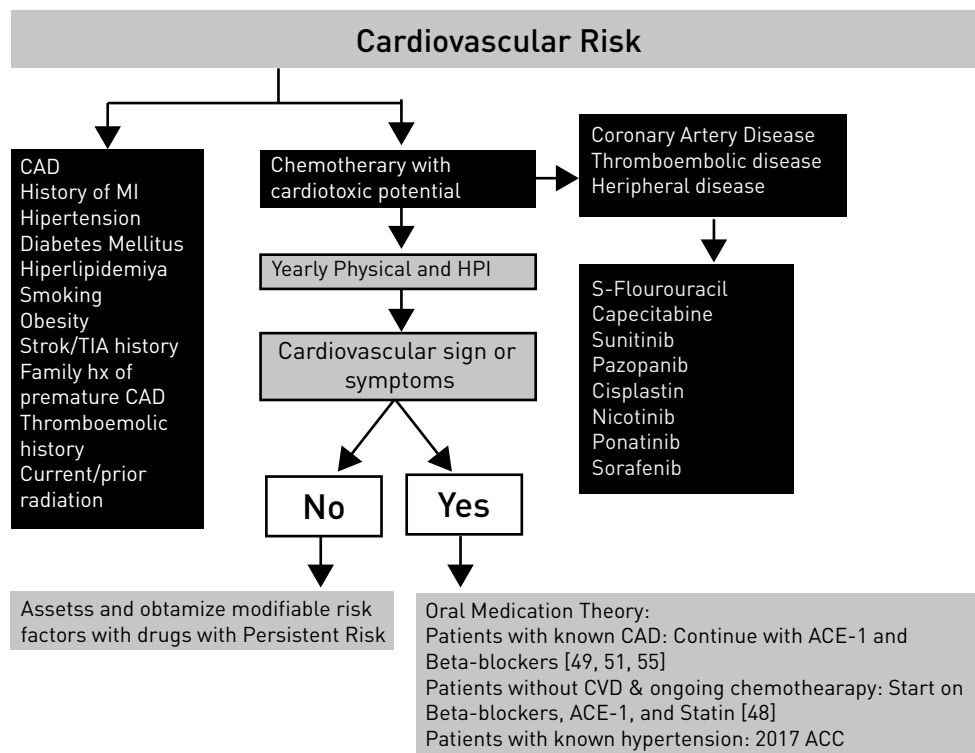 Cardiovascular Risk
CAD
History of MI
Hipertension
Diabetes Mellitus
Hiperlipidemiya
Smoking
Obesity
Strok/TIA history
Family hx of
premature CAD
Thromboemolic
history
Current/prior
radiation
Chemotherary with
cardiotoxic potential
Coronary Artery Disease
Thromboembolic disease
Heripheral disease
Yearly Physical and HPI
S-Flourouracil
Capecitabine
Sunitinib
Pazopanib
Cisplastin
Nicotinib
Ponatinib
Sorafenib
Cardiovascular sign or
symptoms
No
Yes
Assetss and obtamize modifiable risk
factors with drugs with Persistent Risk
Oral Medication Theory:
Patients with known CAD: Continue with ACE-1 and
Beta-blockers [49, 51, 55]
Patients without CVD & ongoing chemothearapy: Start on
Beta-blockers, ACE-1, and Statin [48]
Patients with known hypertension: 2017 ACC